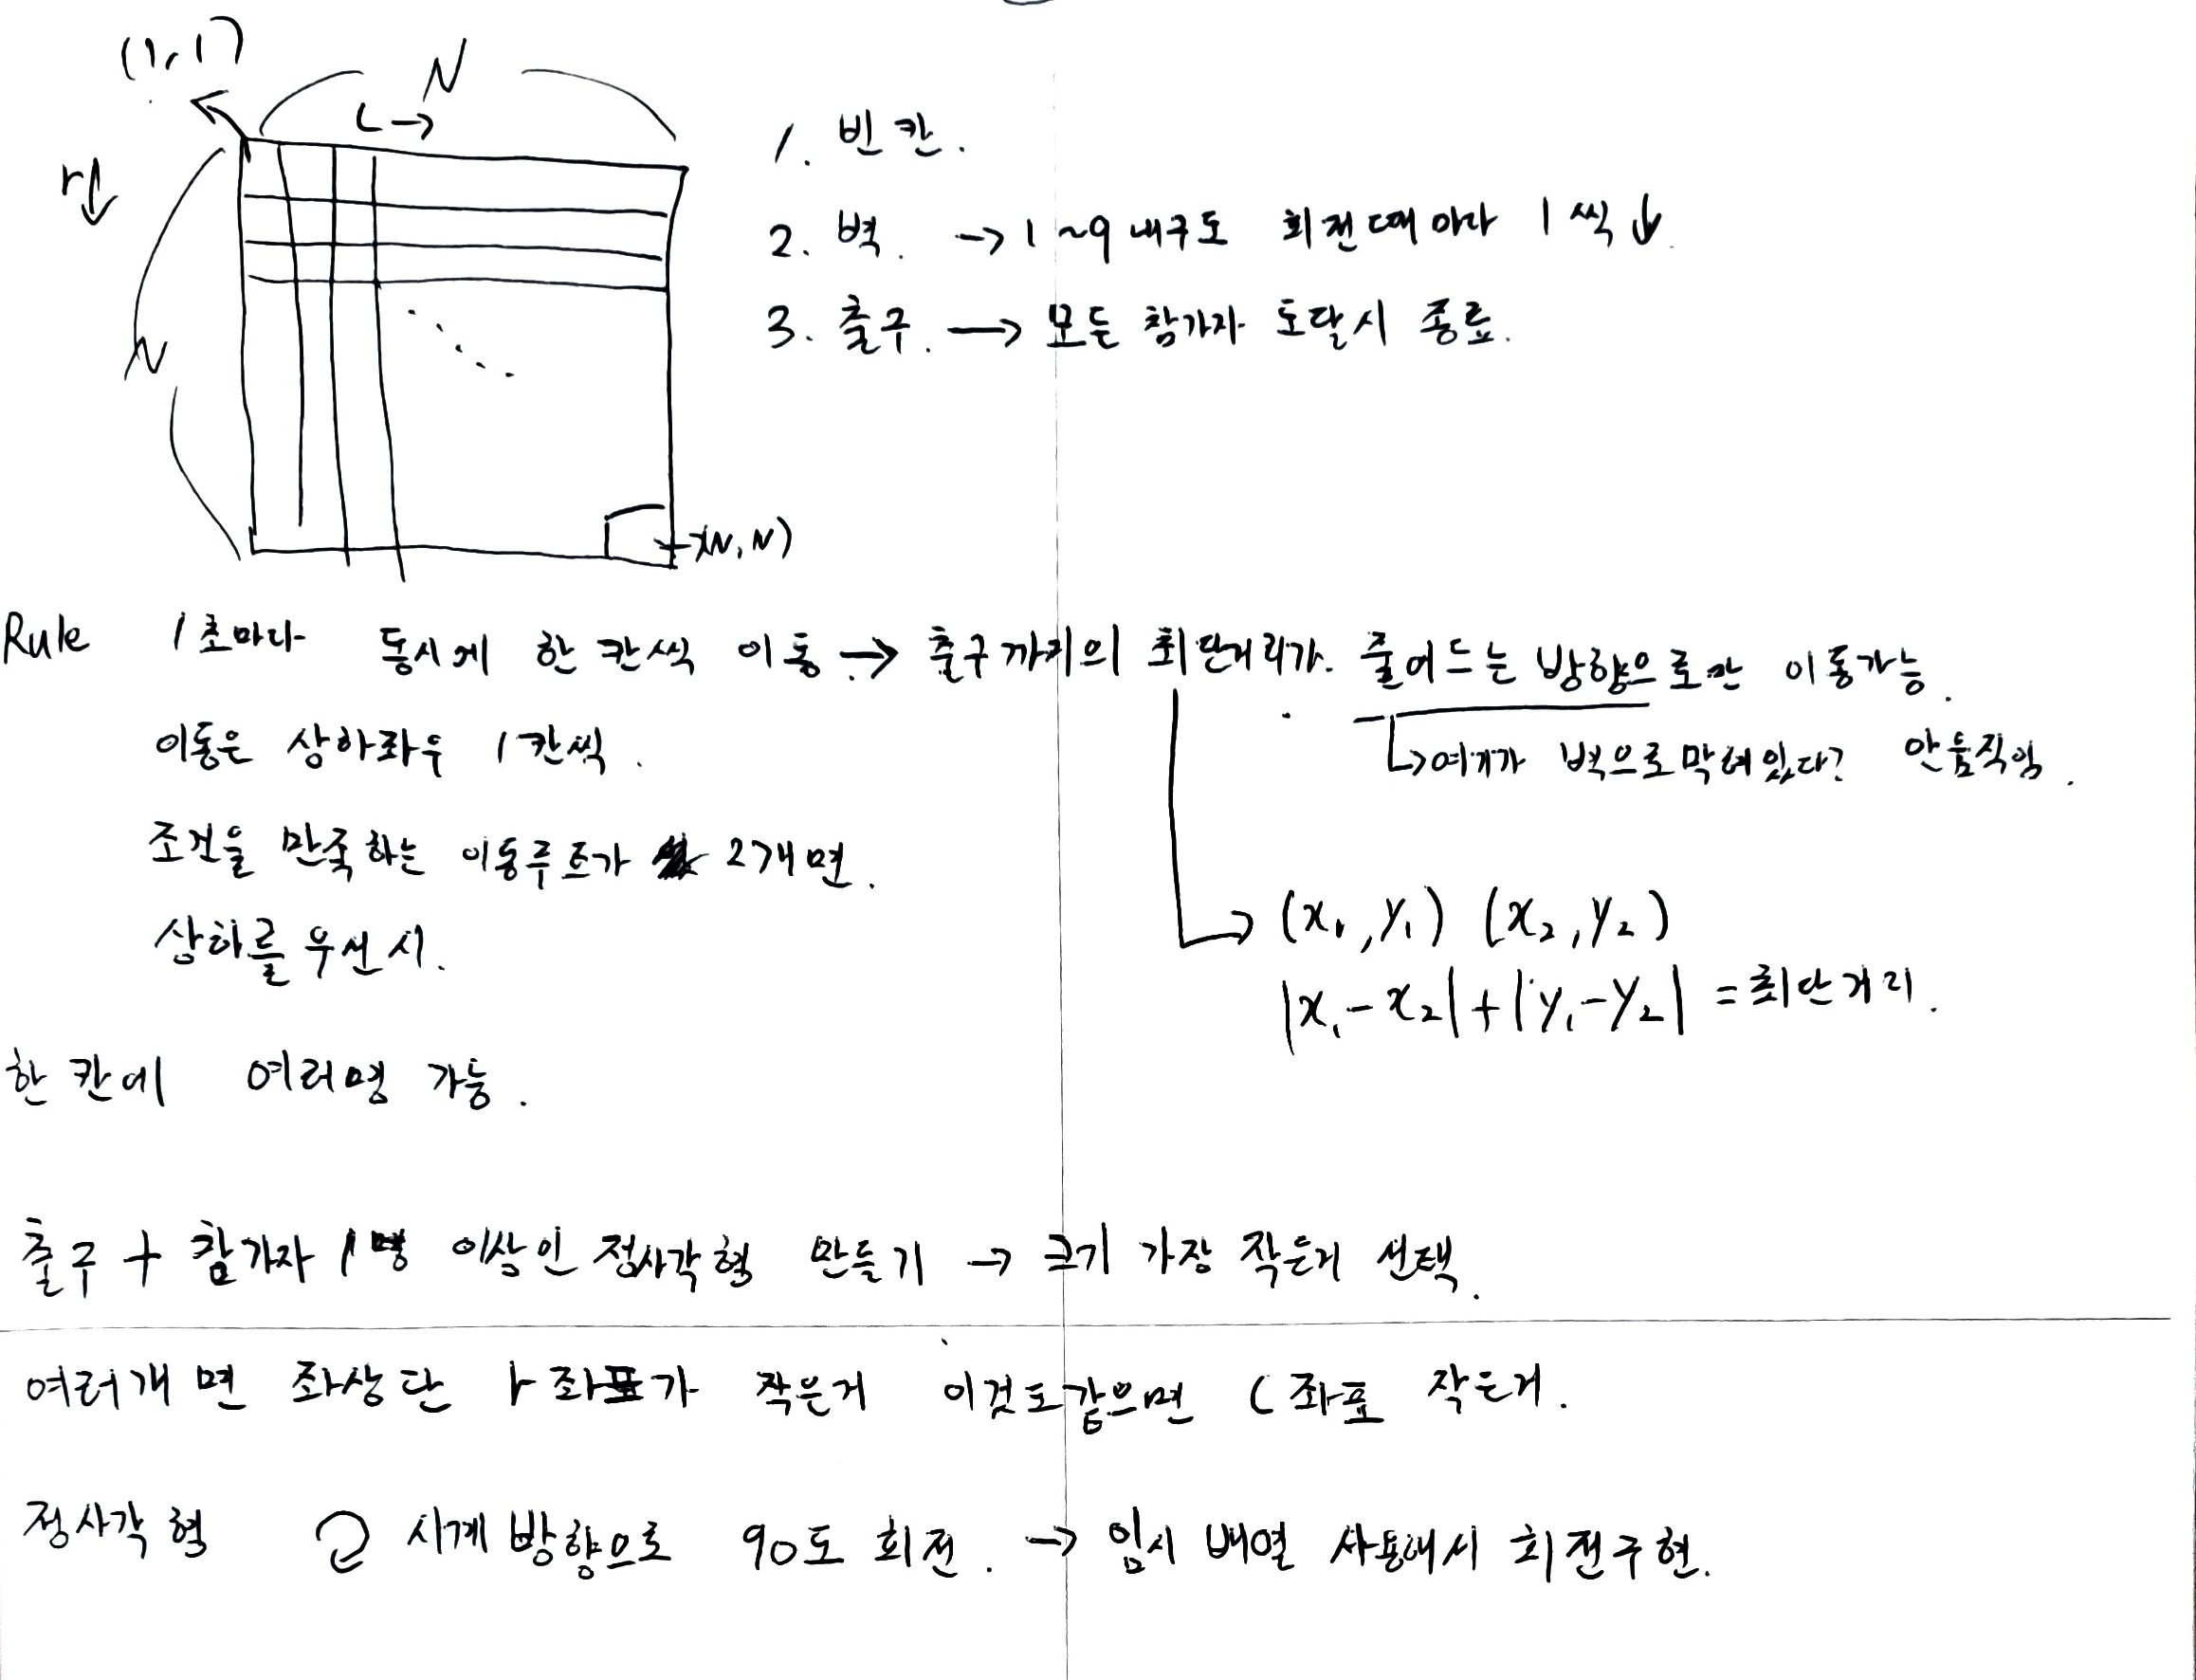 (1,1)
N
C →
r↓
N
(N,N)
1. 빈 칸.
2. 벽. → 1~9 내구도 회전때마다 1씩 ↓.
3. 출구. → 모든 참가자 도달시 종료.
Rule 1초마다 동시에 한 칸씩 이동 → 출구까지의 최단거리가. 줄어드는 방향으로만 이동가능.
↳여기가 벽으로막혀있다? 안움직임.
이동은 상하좌우 1칸씩.
조건을 만족하는 이동루트가 2개면.
상하를 우선시.
→ (x₁,y₁) (x₂,y₂)
|x₁-x₂|+|y₁-y₂| = 최단거리.
한 칸에 여러명 가능.
출구 + 참가자 1명 이상인 정사각형 만들기 → 크기 가장 작은거 선택.
여러개면 좌상단 r좌표가 작은거 이것도같으면 C좌표 작은거.
정사각형 시계방향으로 90도 회전. → 임시 배열 사용해서 회전구현.